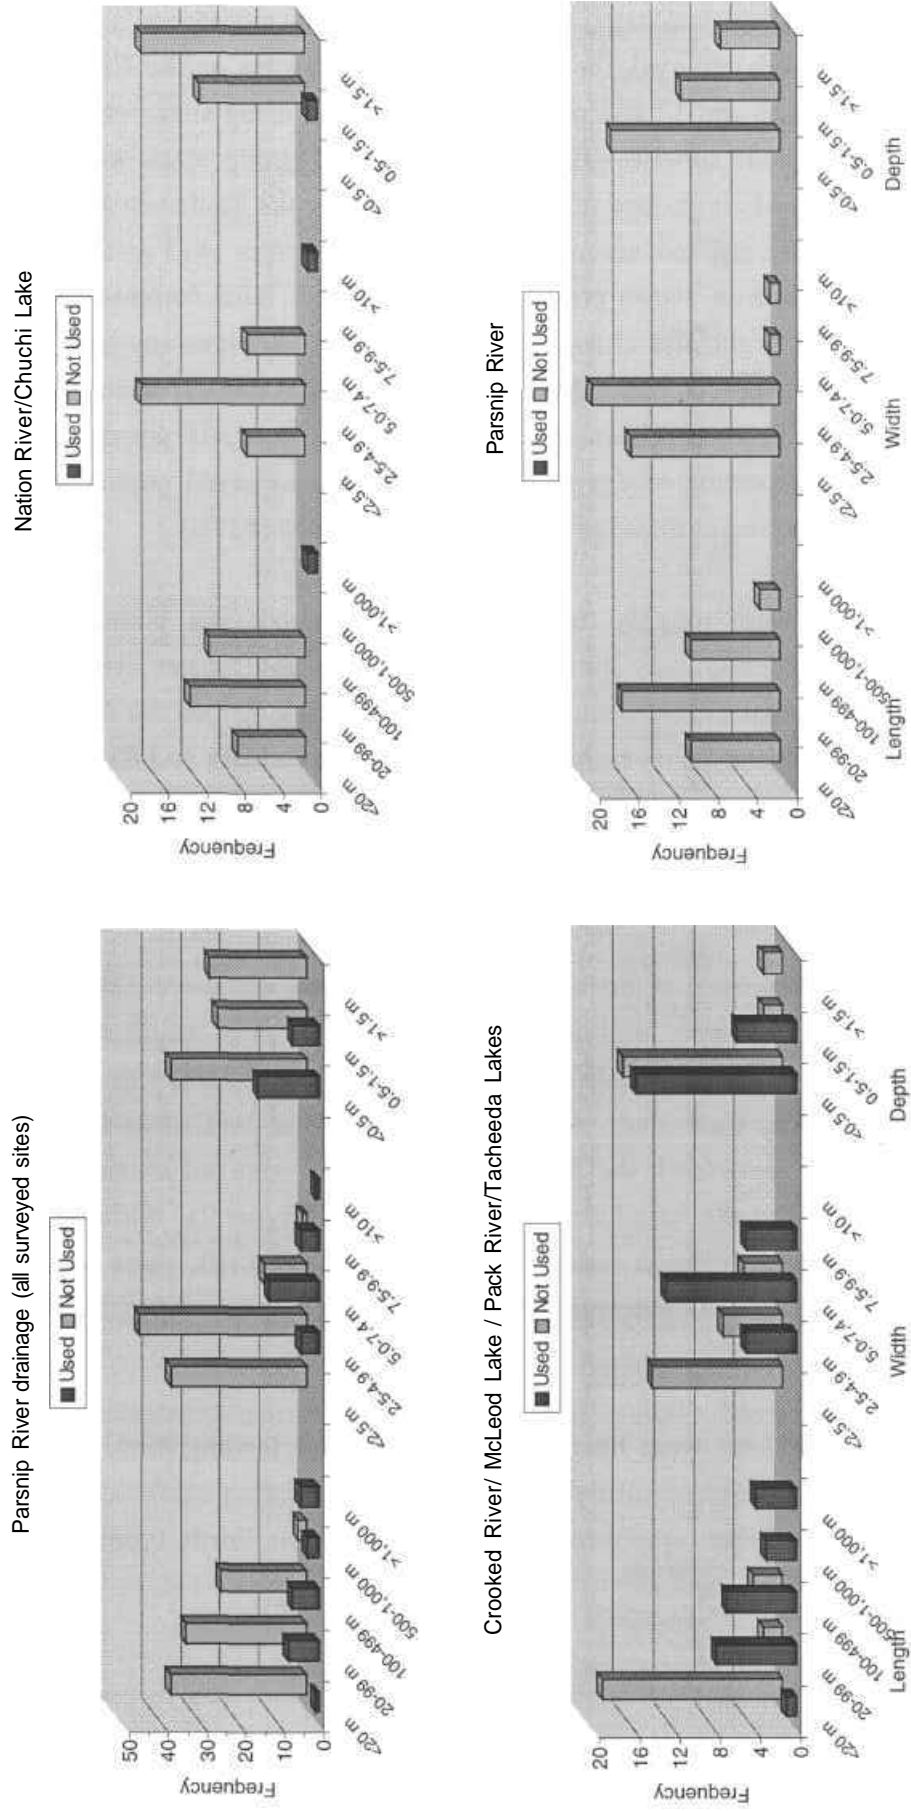 Parsnip River drainage (all surveyed sites)
Used Not Used
Frequency
50
40
30
20
10
0
<20 m
20-99 m
100-499 m
500-1,000 m
>1,000 m
<2.5 m
2.5-4.9 m
5.0-7.4 m
7.5-9.9 m
>10 m
<0.5 m
0.5-1.5 m
>1.5 m
Nation River/Chuchi Lake
Used Not Used
Frequency
20
16
12
8
4
0
<20 m
20-99 m
100-499 m
500-1,000 m
>1,000 m
<2.5 m
2.5-4.9 m
5.0-7.4 m
7.5-9.9 m
>10 m
<0.5 m
0.5-1.5 m
>1.5 m
Crooked River/ McLeod Lake / Pack River/Tacheeda Lakes
Used Not Used
Frequency
20
16
12
8
4
0
<20 m
20-99 m
100-499 m
500-1,000 m
>1,000 m
<2.5 m
2.5-4.9 m
5.0-7.4 m
7.5-9.9 m
>10 m
<0.5 m
0.5-1.5 m
>1.5 m
Length Width Depth
Parsnip River
Used Not Used
Frequency
20
16
12
8
4
0
<20 m
20-99 m
100-499 m
500-1,000 m
>1,000 m
<2.5 m
2.5-4.9 m
5.0-7.4 m
7.5-9.9 m
>10 m
<0.5 m
0.5-1.5 m
>1.5 m
Length Width Depth